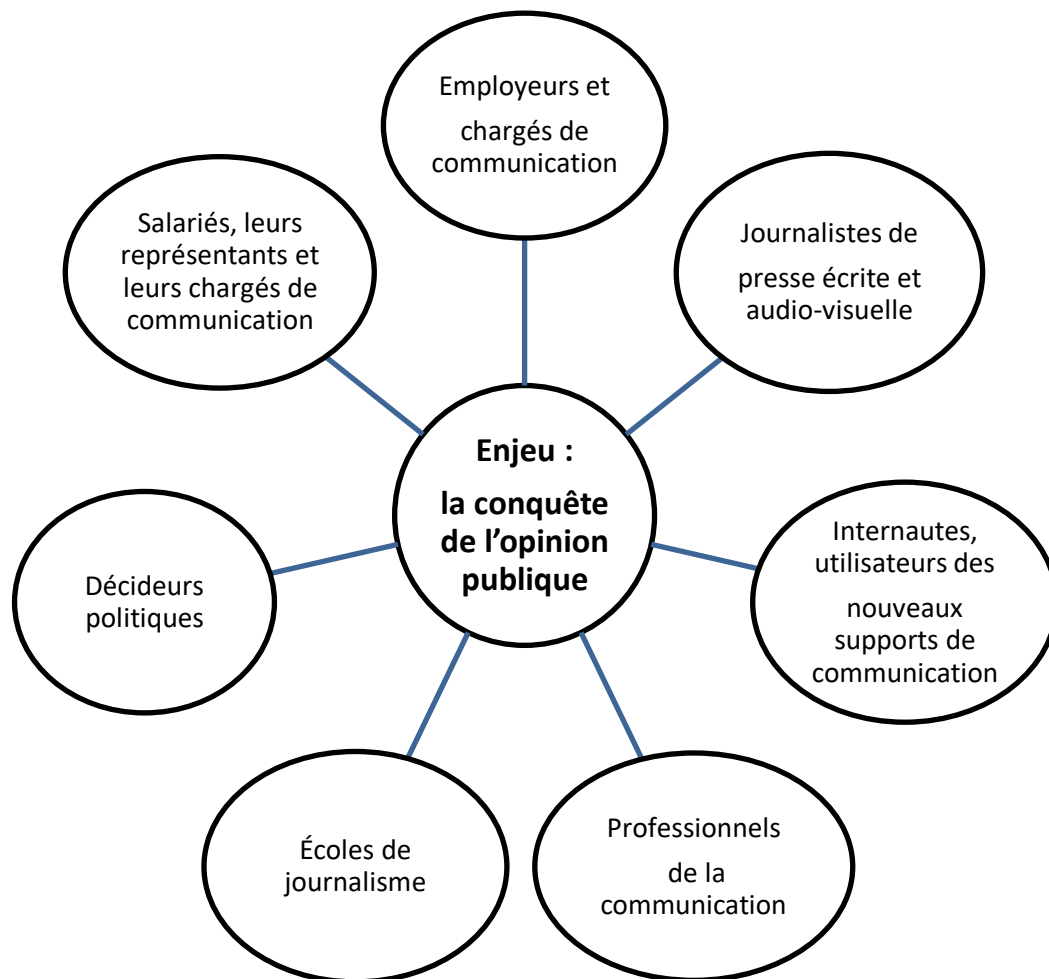 Employeurs et
chargés de
communication
Salariés, leurs
représentants et
leurs chargés de
communication
Journalistes de
presse écrite et
audio-visuelle
Enjeu :
la conquête
de l’opinion
publique
Internautes,
utilisateurs des
nouveaux
supports de
communication
Décideurs
politiques
Écoles de
journalisme
Professionnels
de la
communication